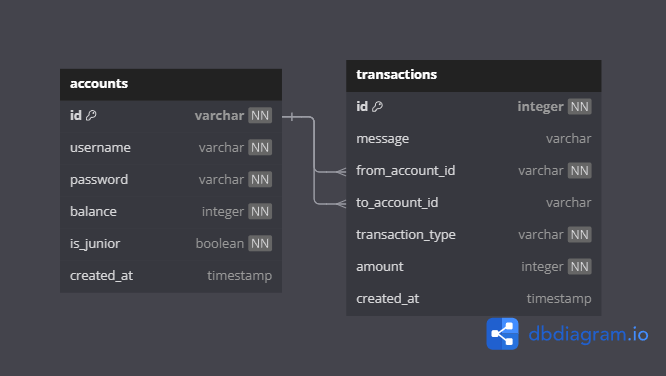 accounts
id varchar NN
username varchar NN
password varchar NN
balance integer NN
is_junior boolean NN
created_at timestamp
transactions
id integer NN
message varchar
from_account_id varchar NN
to_account_id varchar
transaction_type varchar NN
amount integer NN
created_at timestamp
dbdiagram.io